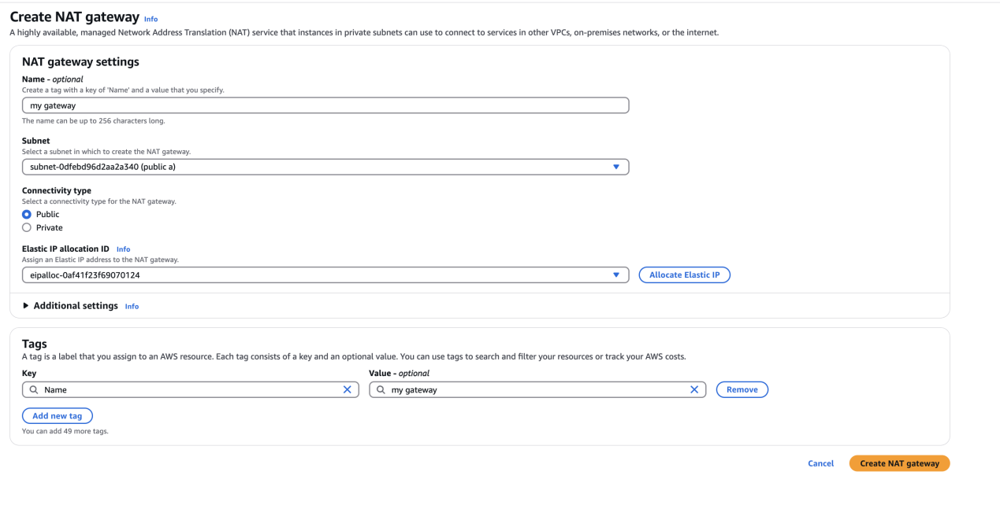 Create NAT gateway Info
A highly available, managed Network Address Translation (NAT) service that instances in private subnets can use to connect to services in other VPCs, on-premises networks, or the internet.
NAT gateway settings
Name - optional
Create a tag with a key of 'Name' and a value that you specify.
my gateway
The name can be up to 256 characters long.
Subnet
Select a subnet in which to create the NAT gateway.
subnet-0dfebd96d2aa2a340 (public a)
Connectivity type
Select a connectivity type for the NAT gateway.
Public
Private
Elastic IP allocation ID Info
Assign an Elastic IP address to the NAT gateway.
eipalloc-0af41f23f69070124 Allocate Elastic IP
Additional settings Info
Tags
A tag is a label that you assign to an AWS resource. Each tag consists of a key and an optional value. You can use tags to search and filter your resources or track your AWS costs.
Key Value - optional
Name my gateway Remove
Add new tag
You can add 49 more tags.
Cancel Create NAT gateway